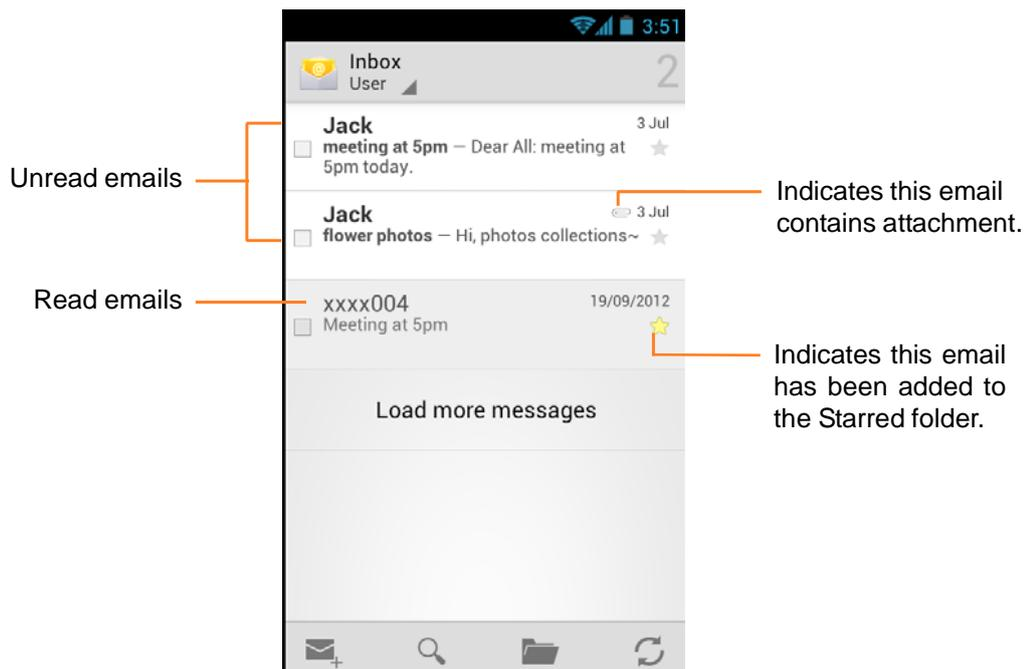 3:51
Inbox
User
2
Unread emails
Jack
3 Jul
meeting at 5pm – Dear All: meeting at
5pm today.
Jack
3 Jul
flower photos – Hi, photos collections~
Indicates this email
contains attachment.
Read emails
xxxx004
19/09/2012
Meeting at 5pm
Indicates this email
has been added to
the Starred folder.
Load more messages